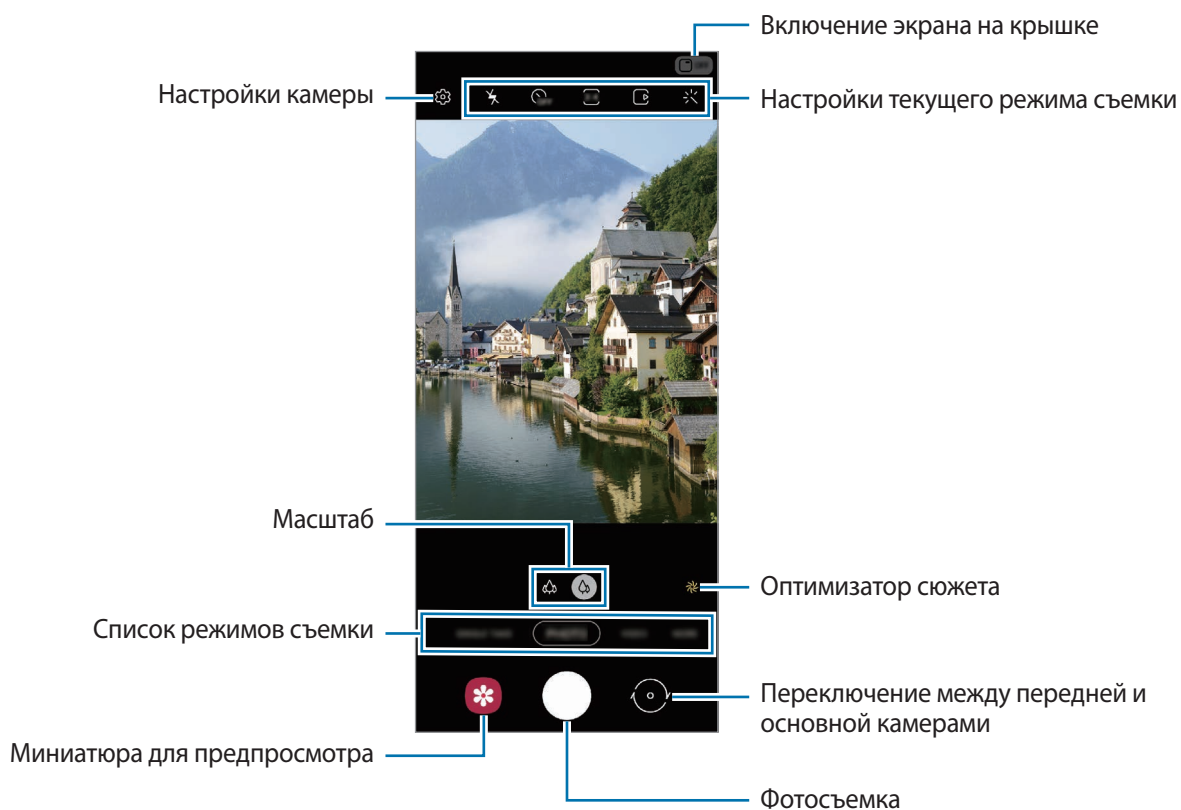 Включение экрана на крышке
Настройки камеры
Настройки текущего режима съемки
Масштаб
Оптимизатор сюжета
Список режимов съемки
PHOTO
Переключение между передней и
основной камерами
Миниатюра для предпросмотра
Фотосъемка